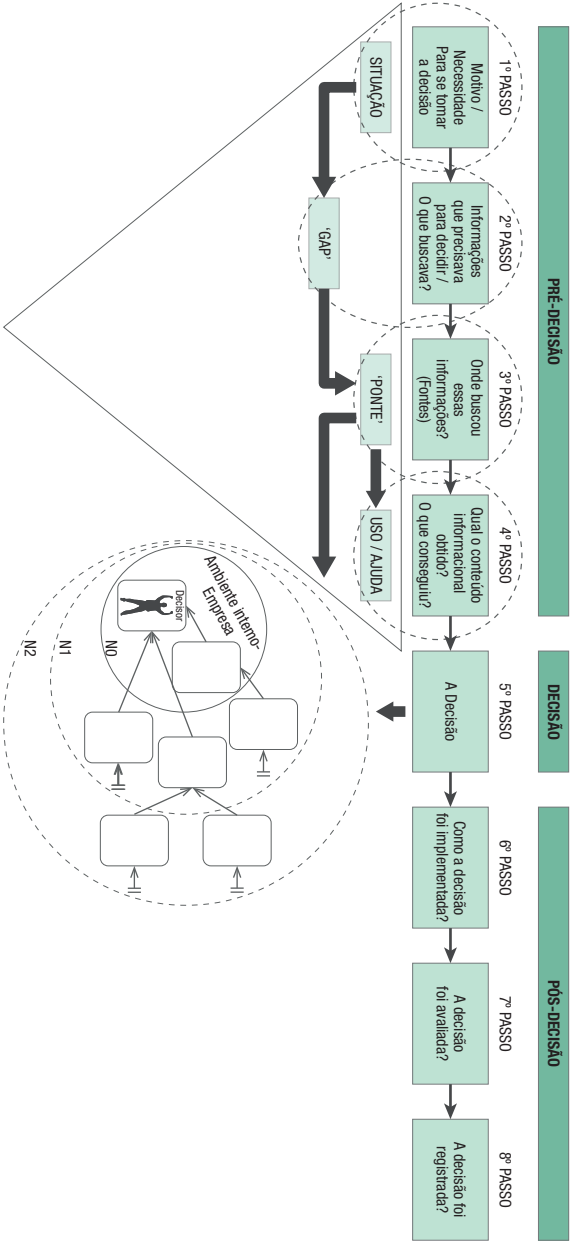 PRÉ-DECISÃO
DECISÃO
PÓS-DECISÃO
1º PASSO
2º PASSO
3º PASSO
4º PASSO
5º PASSO
6º PASSO
7º PASSO
8º PASSO
Motivo /
Necessidade
Para se tomar
a decisão
Informações
que precisava
para decidir /
O que buscava?
Onde buscou
essas
informações?
(Fontes)
Qual o conteúdo
informacional
obtido?
O que conseguiu?
A Decisão
Como a decisão
foi implementada?
A decisão
foi avaliada?
A decisão foi
registrada?
SITUAÇÃO
'GAP'
'PONTE'
USO / AJUDA
Ambiente interno-
Empresa
Decisor
N0
N1
N2